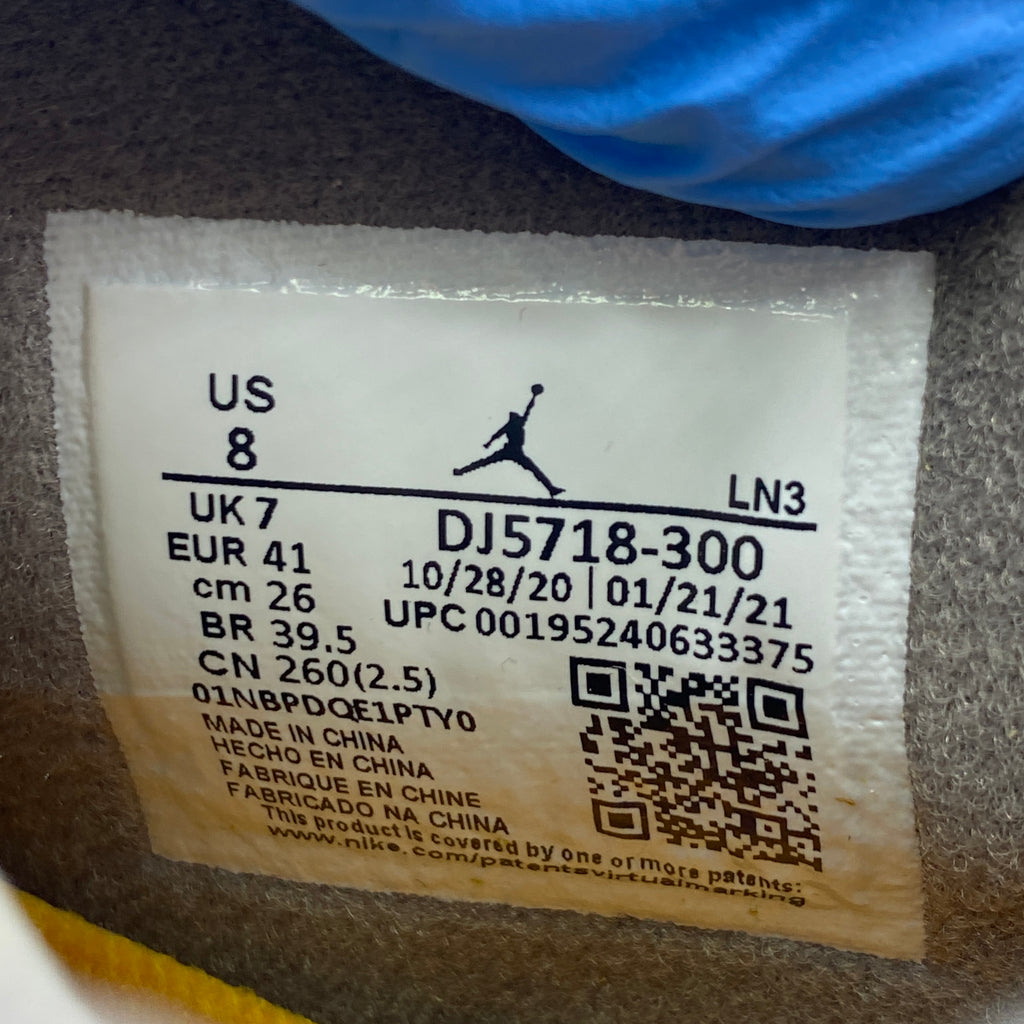 US
8
LN3
UK 7
DJ5718-300
EUR 41
10/28/20 | 01/21/21
cm 26
UPC 00195240633375
BR 39.5
CN 260(2.5)
01NBPDQE1PTY0
MADE IN CHINA
HECHO EN CHINA
FABRIQUE EN CHINE
FABRICADO NA CHINA
This product is covered by one or more patents:
www.nike.com/patentsvirtualmarking